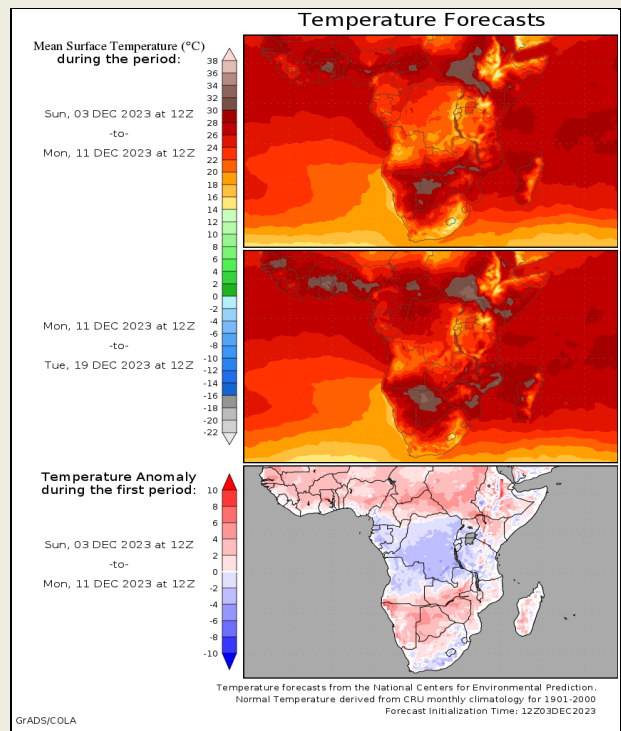 Temperature Forecasts
Mean Surface Temperature (°C)
during the period:
Sun, 03 DEC 2023 at 12Z
-to-
Mon, 11 DEC 2023 at 12Z
38
36
34
32
30
28
26
24
22
20
18
16
14
12
10
8
6
4
2
0
-2
-4
-6
-8
-10
-12
-14
-16
-18
-20
-22
Mon, 11 DEC 2023 at 12Z
-to-
Tue, 19 DEC 2023 at 12Z
Temperature Anomaly
during the first period:
Sun, 03 DEC 2023 at 12Z
-to-
Mon, 11 DEC 2023 at 12Z
10
8
6
4
2
0
-2
-4
-6
-8
-10
Temperature forecasts from the National Centers for Environmental Prediction.
Normal Temperature derived from CRU monthly climatology for 1901-2000
Forecast Initialization Time: 12Z03DEC2023
GrADS/COLA